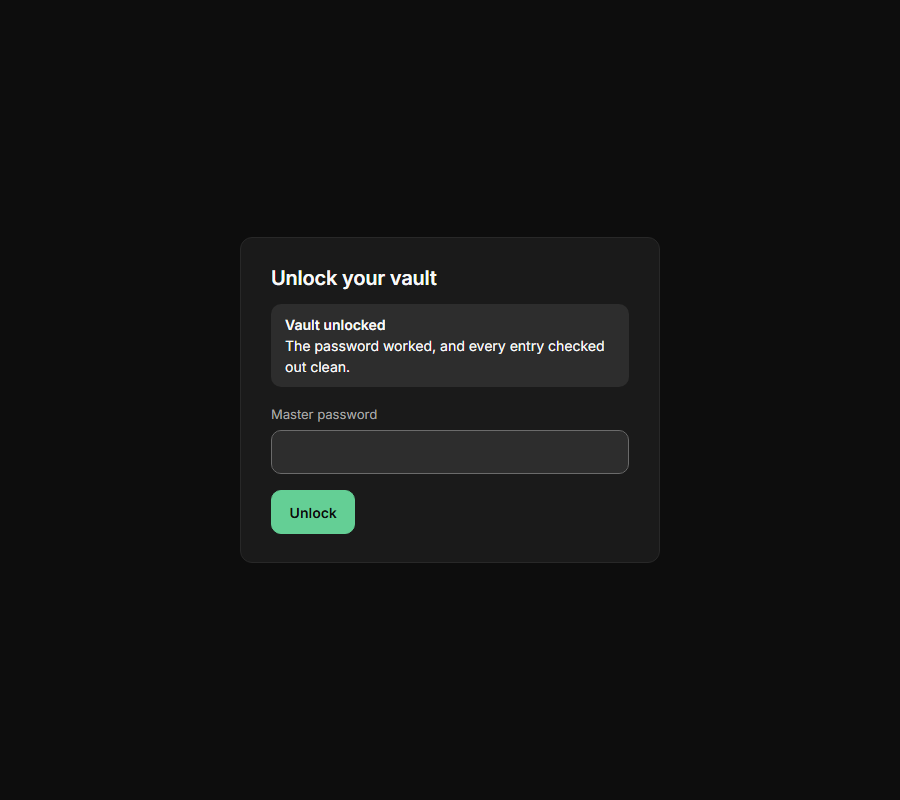 Unlock your vault
Vault unlocked
The password worked, and every entry checked
out clean.
Master password
Unlock